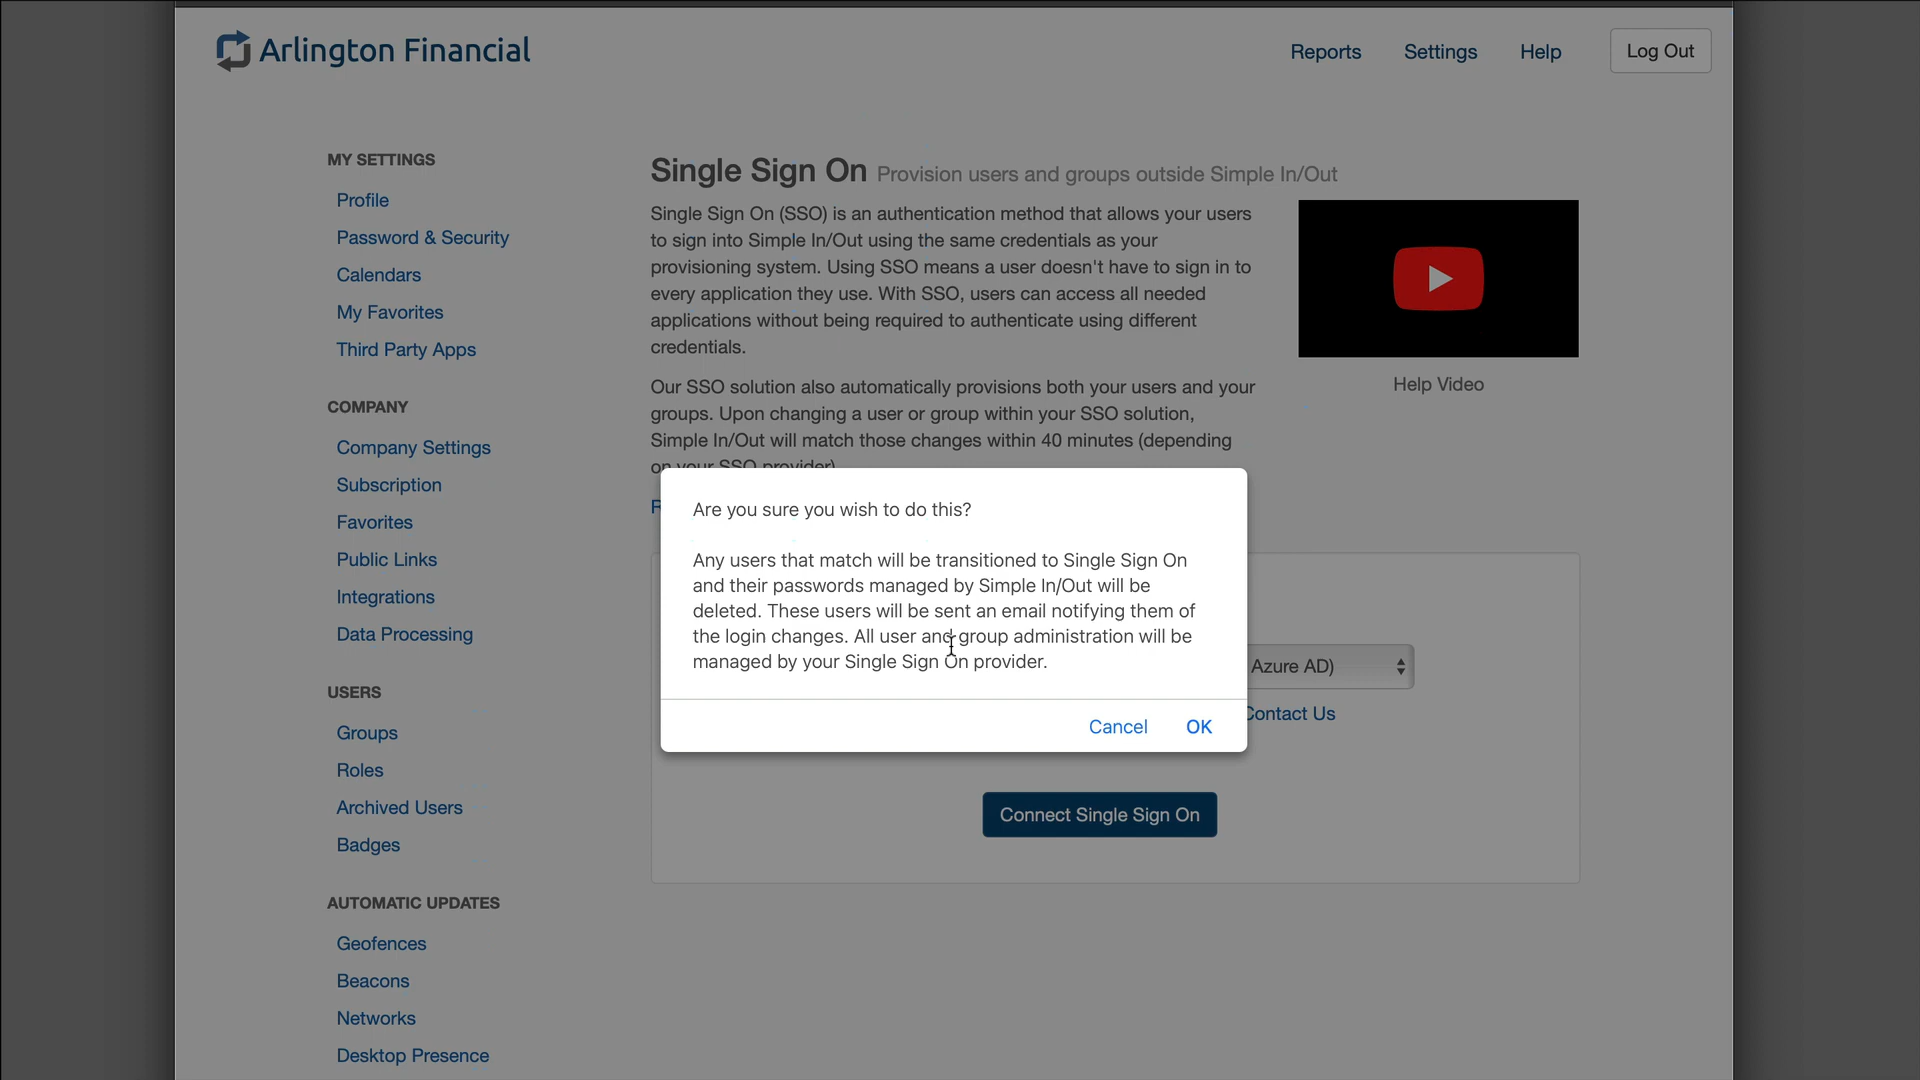 Arlington Financial
Reports
Settings
Help
Log Out
MY SETTINGS
Profile
Password & Security
Calendars
My Favorites
Third Party Apps
COMPANY
Company Settings
Subscription
Favorites
Public Links
Integrations
Data Processing
USERS
Groups
Roles
Archived Users
Badges
AUTOMATIC UPDATES
Geofences
Beacons
Networks
Desktop Presence
Single Sign On Provision users and groups outside Simple In/Out
Single Sign On (SSO) is an authentication method that allows your users
to sign into Simple In/Out using the same credentials as your
provisioning system. Using SSO means a user doesn't have to sign in to
every application they use. With SSO, users can access all needed
applications without being required to authenticate using different
credentials.
Our SSO solution also automatically provisions both your users and your
groups. Upon changing a user or group within your SSO solution,
Simple In/Out will match those changes within 40 minutes (depending
on your SSO provider)
Help Video
Are you sure you wish to do this?
Any users that match will be transitioned to Single Sign On
and their passwords managed by Simple In/Out will be
deleted. These users will be sent an email notifying them of
the login changes. All user and group administration will be
managed by your Single Sign On provider.
Cancel
OK
Azure AD)
Contact Us
Connect Single Sign On